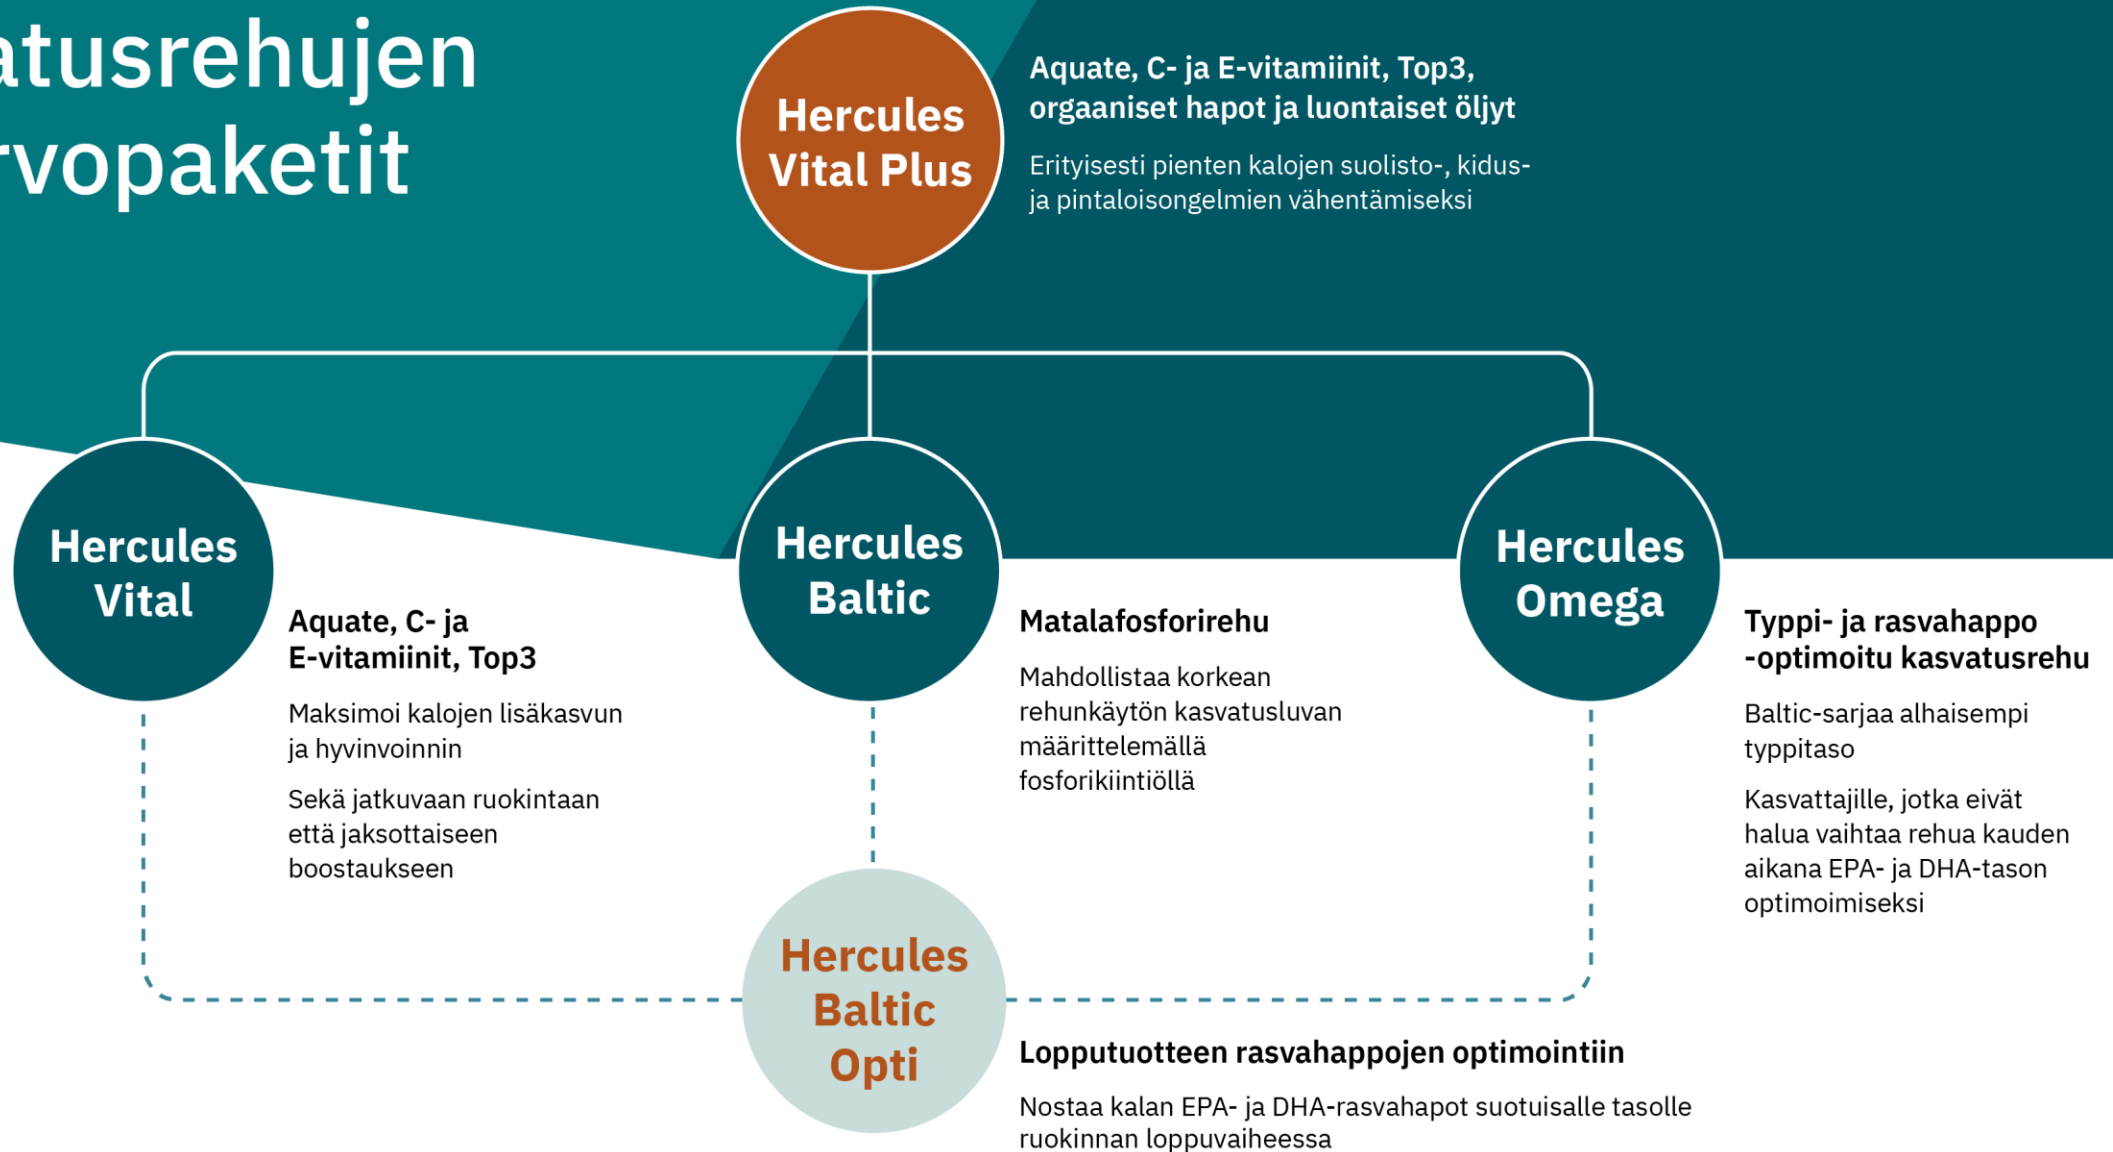 atusrehujen
rvopaketit
Hercules
Vital Plus
Aquate, C- ja E-vitamiinit, Top3,
orgaaniset hapot ja luontaiset öljyt
Erityisesti pienten kalojen suolisto-, kidus-
ja pintaloisongelmien vähentämiseksi
Hercules
Vital
Aquate, C- ja
E-vitamiinit, Top3
Maksimoi kalojen lisäkasvun
ja hyvinvoinnin
Sekä jatkuvaan ruokintaan
että jaksottaiseen
boostaukseen
Hercules
Baltic
Matalafosforirehu
Mahdollistaa korkean
rehunkäytön kasvatusluvan
määrittelemällä
fosforikiintiöllä
Hercules
Omega
Typpi- ja rasvahappo
-optimoitu kasvatusrehu
Baltic-sarjaa alhaisempi
typpitaso
Kasvattajille, jotka eivät
halua vaihtaa rehua kauden
aikana EPA- ja DHA-tason
optimoimiseksi
Hercules
Baltic
Opti
Lopputuotteen rasvahappojen optimointiin
Nostaa kalan EPA- ja DHA-rasvahapot suotuisalle tasolle
ruokinnan loppuvaiheessa